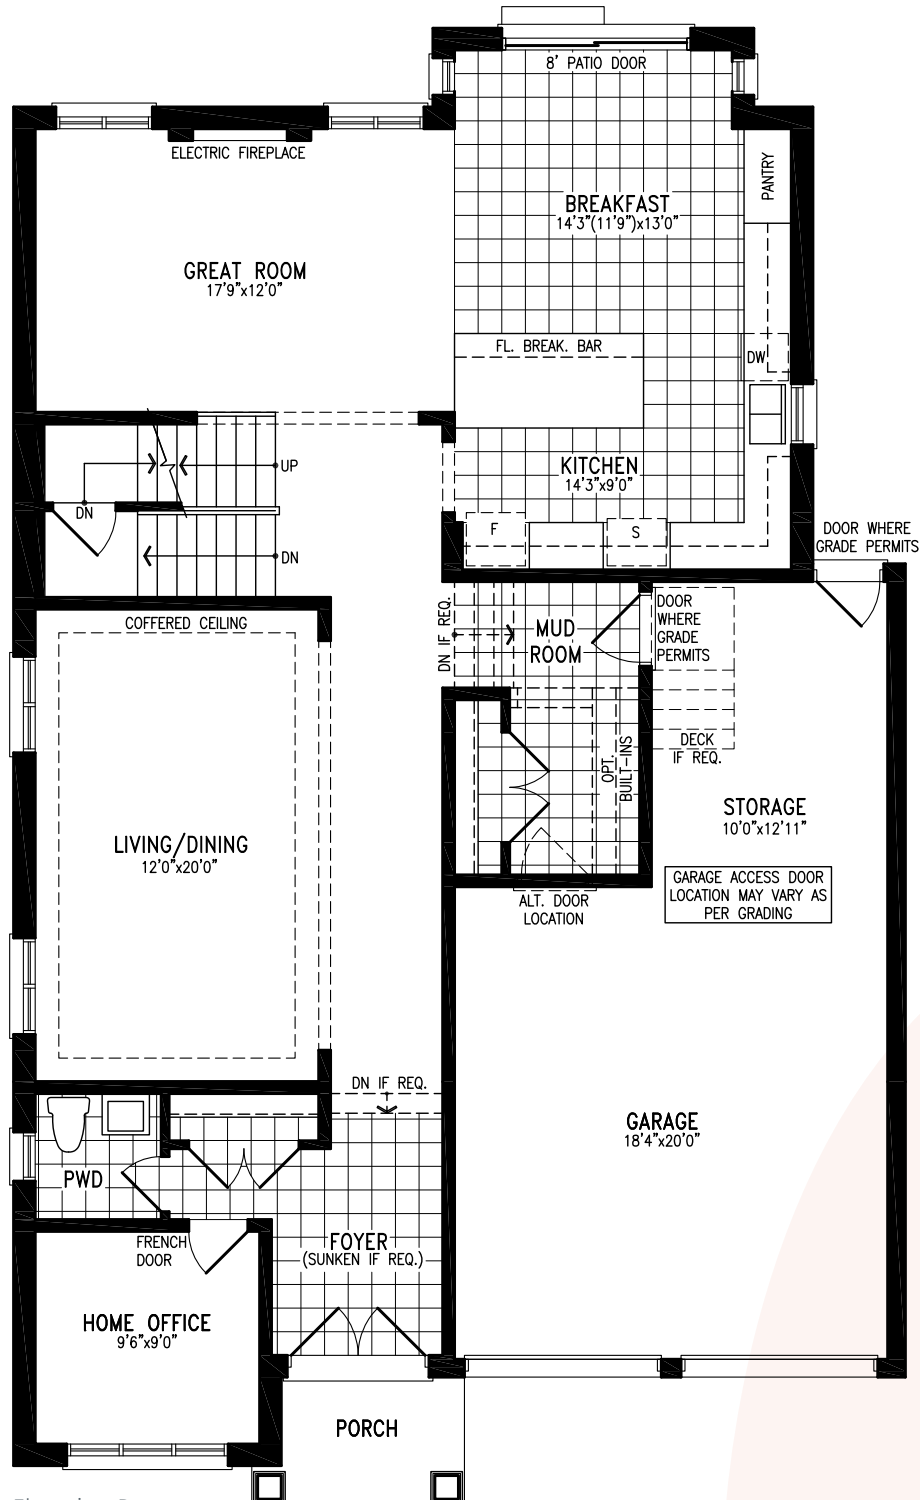 8' PATIO DOOR
ELECTRIC FIREPLACE
PANTRY
BREAKFAST
14'3"(11'9")x13'0"
GREAT ROOM
17'9"x12'0"
FL. BREAK. BAR
DW
KITCHEN
14'3"x9'0"
UP
DN
DN
F
S
DOOR WHERE
GRADE PERMITS
COFFERED CEILING
DN IF REQ.
MUD
ROOM
DOOR
WHERE
GRADE
PERMITS
DECK
IF REQ.
OPT.
BUILT-INS
STORAGE
10'0"x12'11"
LIVING/DINING
12'0"x20'0"
GARAGE ACCESS DOOR
LOCATION MAY VARY AS
PER GRADING
ALT. DOOR
LOCATION
DN IF REQ.
GARAGE
18'4"x20'0"
PWD
FRENCH
DOOR
FOYER
(SUNKEN IF REQ.)
HOME OFFICE
9'6"x9'0"
PORCH